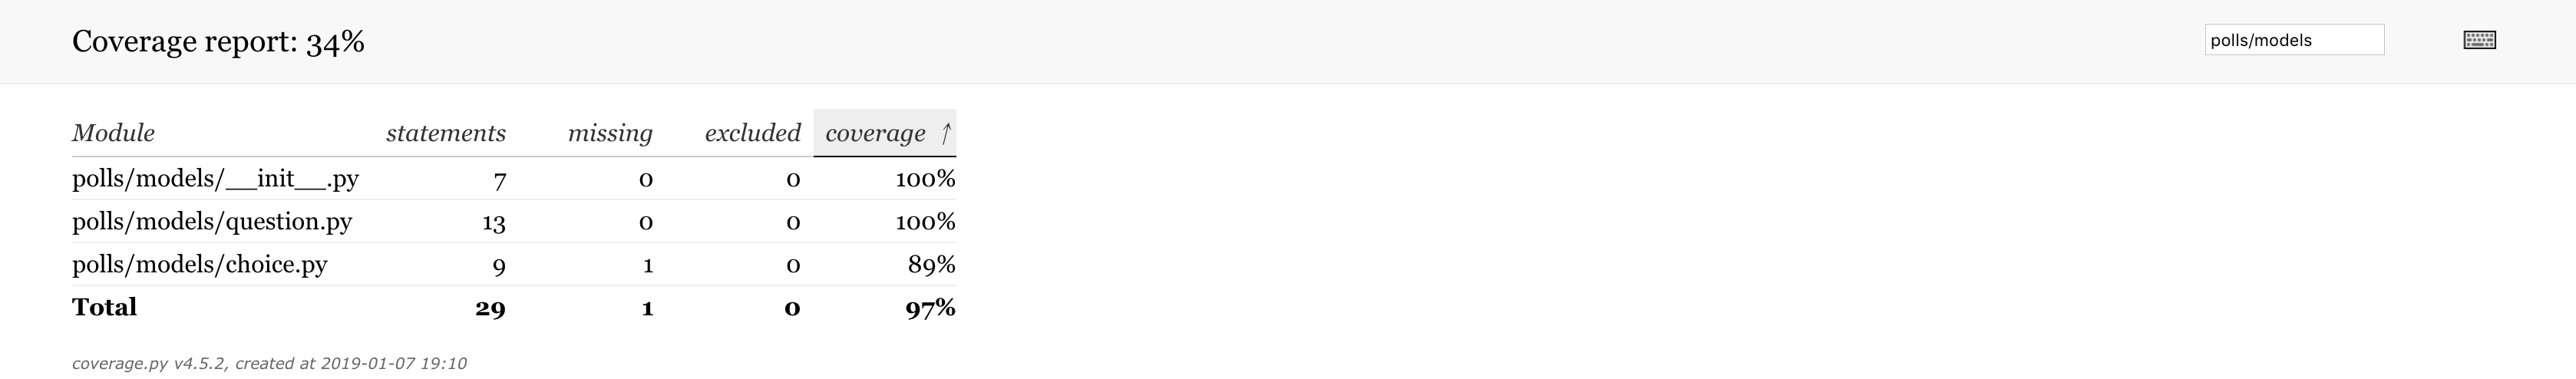 Coverage report: 34%
polls/models
Module statements missing excluded coverage ↑
polls/models/__init__.py 7 0 0 100%
polls/models/question.py 13 0 0 100%
polls/models/choice.py 9 1 0 89%
Total 29 1 0 97%
coverage.py v4.5.2, created at 2019-01-07 19:10